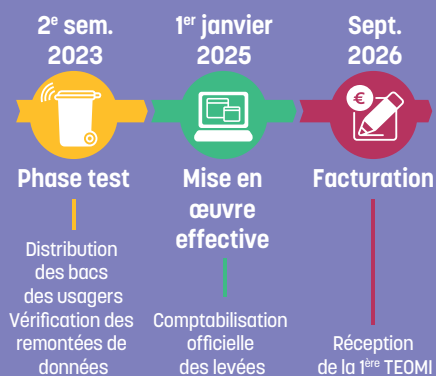 2e sem.
2023
Phase test
Distribution
des bacs
des usagers
Vérification des
remontées de
données
1er janvier
2025
Mise en
œuvre
effective
Comptabilisation
officielle
des levées
Sept.
2026
€
Facturation
Réception
de la 1ère TEOMI